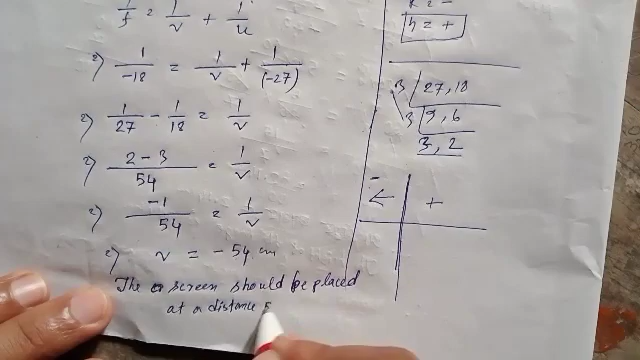 1/f = 1/v + 1/u
=) 1/-18 = 1/v + 1/(-27)
=) 1/27 - 1/18 = 1/v
=) 2-3/54 = 1/v
=) -1/54 = 1/v
=) v = -54 cm
The screen should be placed
at a distance 5
h = +
3 | 27, 18
3 | 9, 6
3, 2
- 
← +